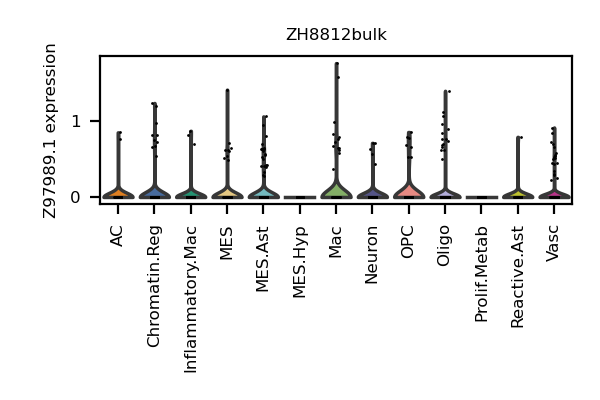 ZH8812bulk
Z97989.1 expression
1
0
AC
Chromatin.Reg
Inflammatory.Mac
MES
MES.Ast
MES.Hyp
Mac
Neuron
OPC
Oligo
Prolif.Metab
Reactive.Ast
Vasc